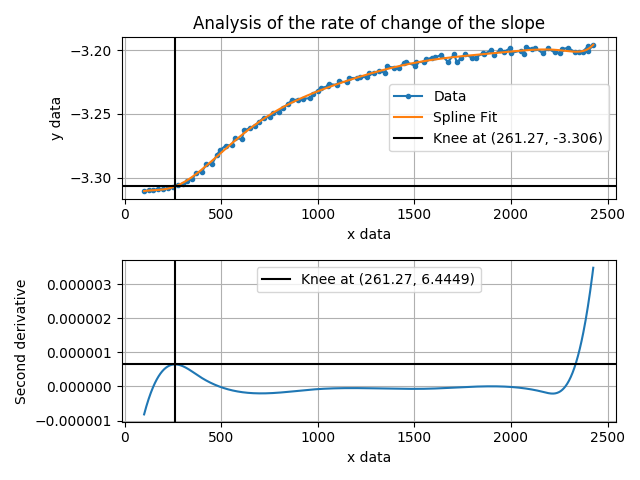 Analysis of the rate of change of the slope
−3.20
−3.25
−3.30
y data
Data
Spline Fit
Knee at (261.27, -3.306)
0 500 1000 1500 2000 2500
x data
Knee at (261.27, 6.4449)
0.000003
0.000002
0.000001
0.000000
−0.000001
Second derivative
0 500 1000 1500 2000 2500
x data